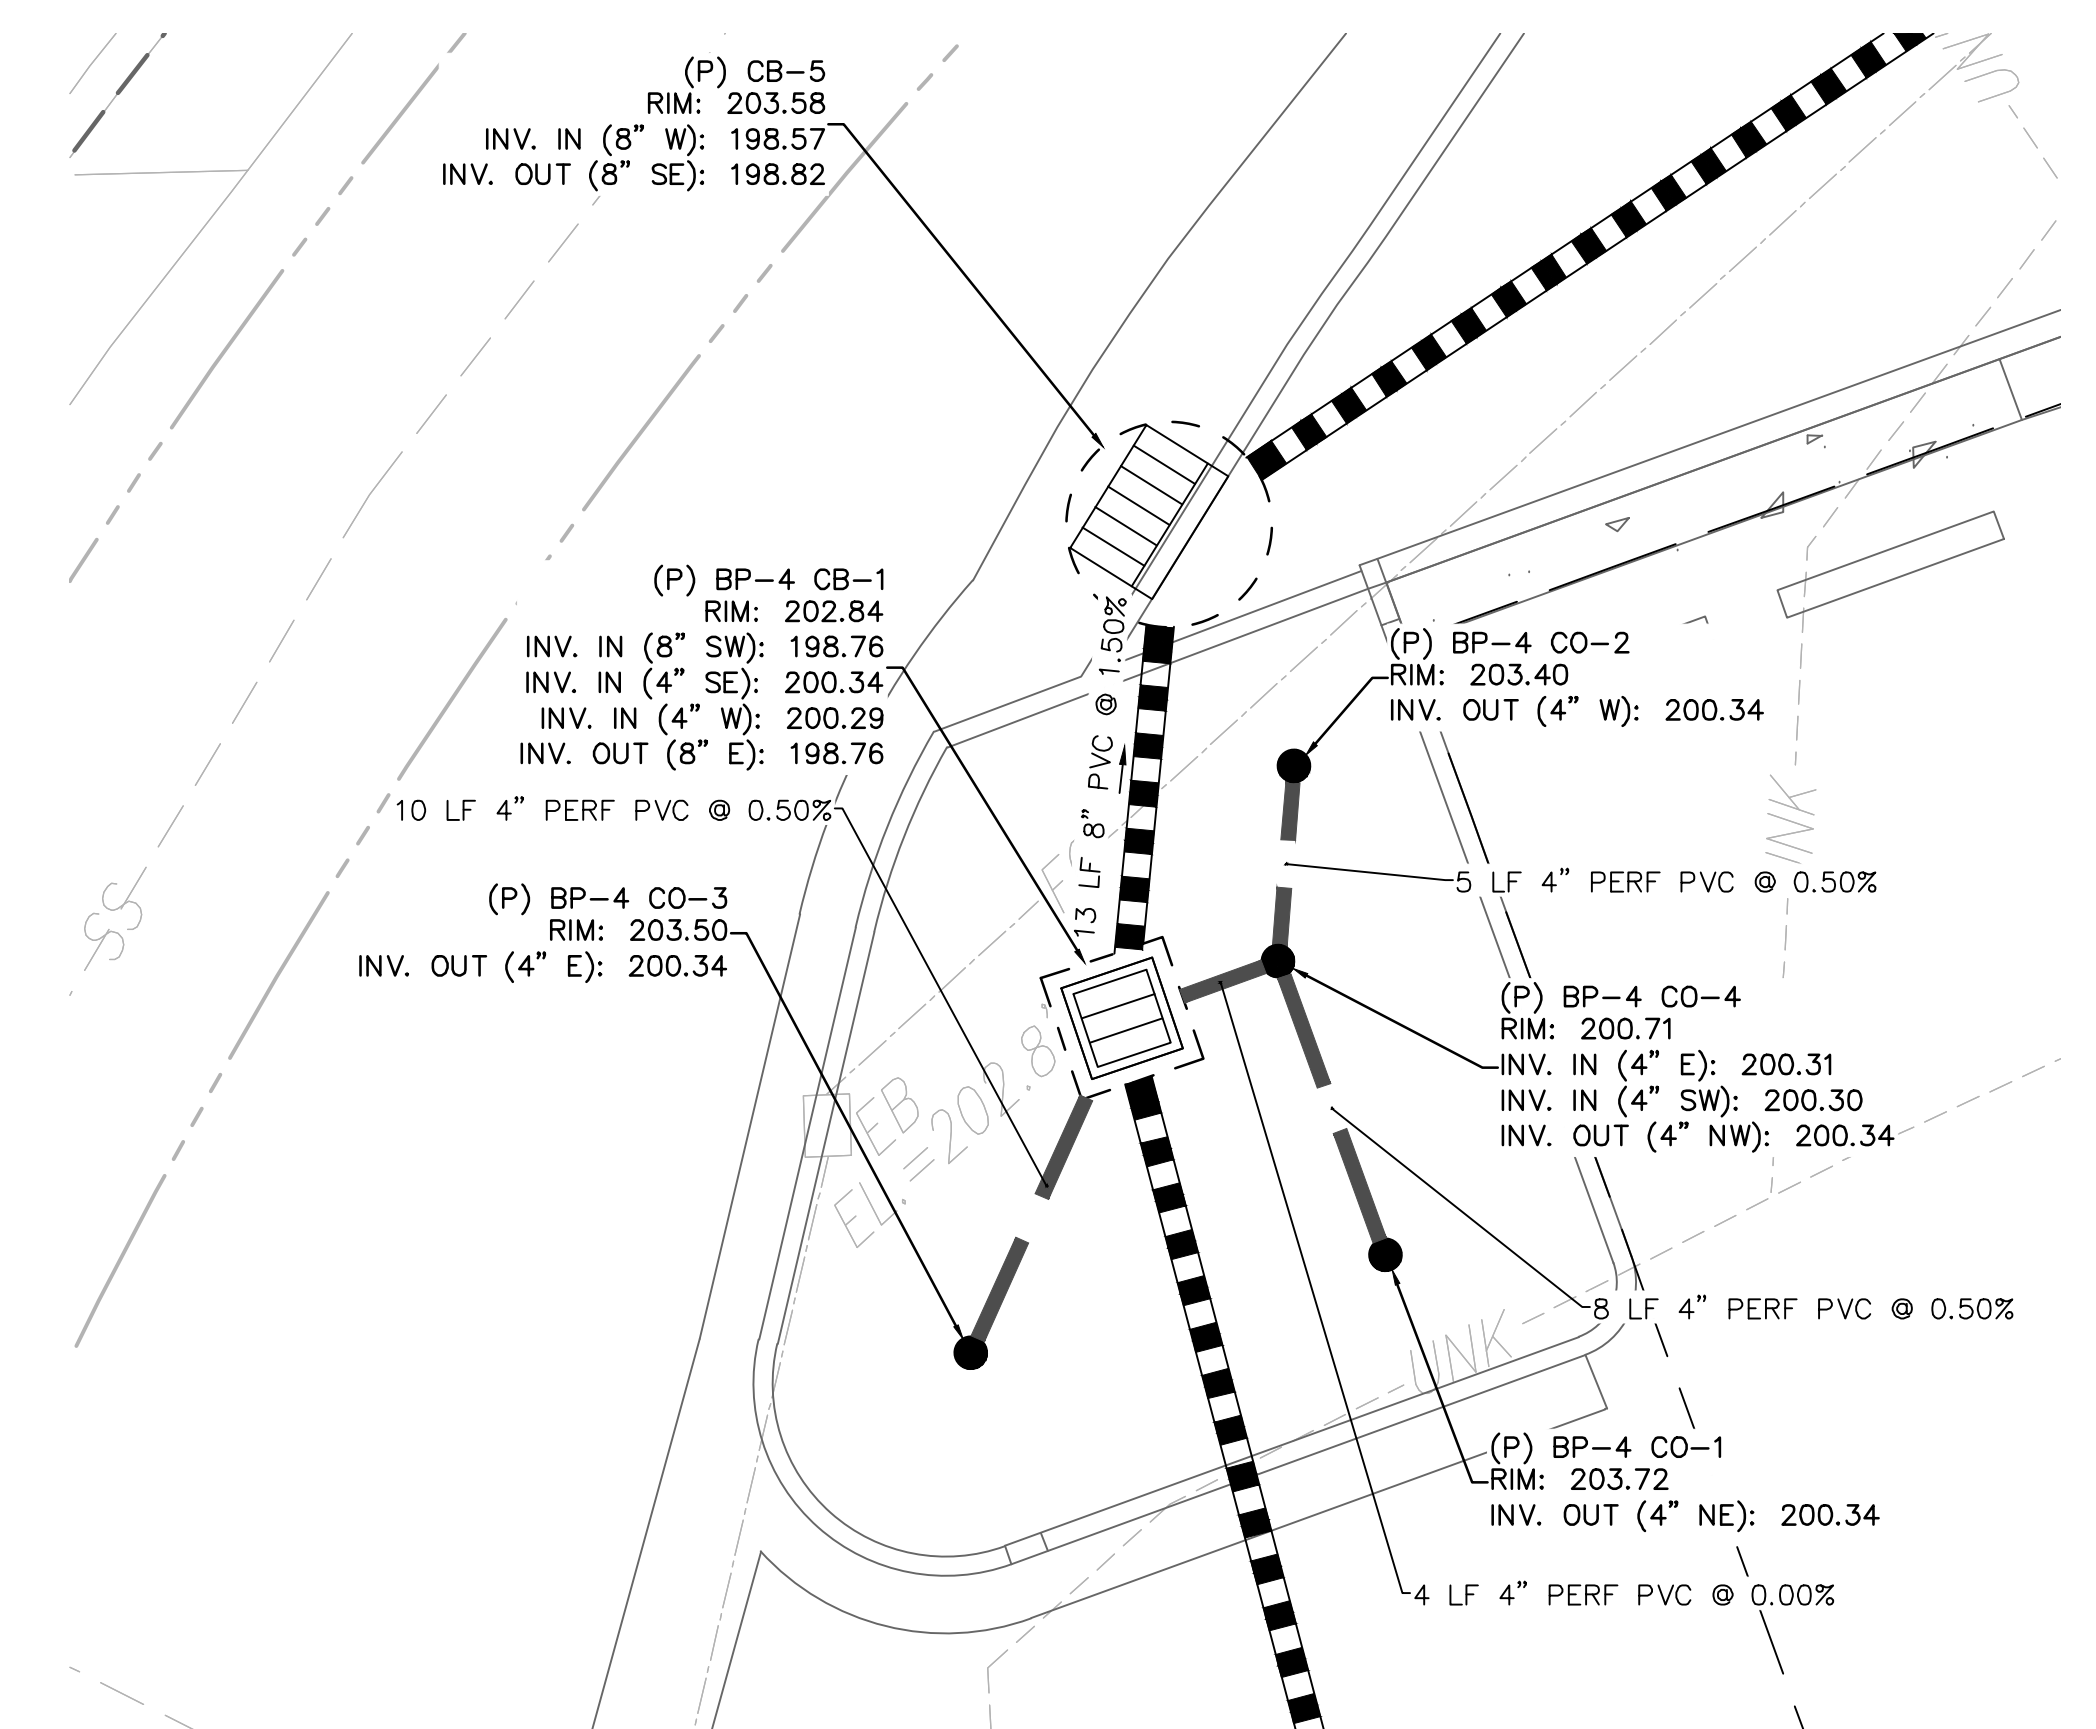 (P) CB-5
RIM: 203.58
INV. IN (8" W): 198.57
INV. OUT (8" SE): 198.82
(P) BP-4 CB-1
RIM: 202.84
INV. IN (8" SW): 198.76
INV. IN (4" SE): 200.34
INV. IN (4" W): 200.29
INV. OUT (8" E): 198.76
10 LF 4" PERF PVC @ 0.50%
(P) BP-4 CO-3
RIM: 203.50
INV. OUT (4" E): 200.34
13 LF 8" PVC @ 1.50%
(P) BP-4 CO-2
RIM: 203.40
INV. OUT (4" W): 200.34
5 LF 4" PERF PVC @ 0.50%
(P) BP-4 CO-4
RIM: 200.71
INV. IN (4" E): 200.31
INV. IN (4" SW): 200.30
INV. OUT (4" NW): 200.34
8 LF 4" PERF PVC @ 0.50%
(P) BP-4 CO-1
RIM: 203.72
INV. OUT (4" NE): 200.34
4 LF 4" PERF PVC @ 0.00%
SS
EB
EL.=202.8'
UNK